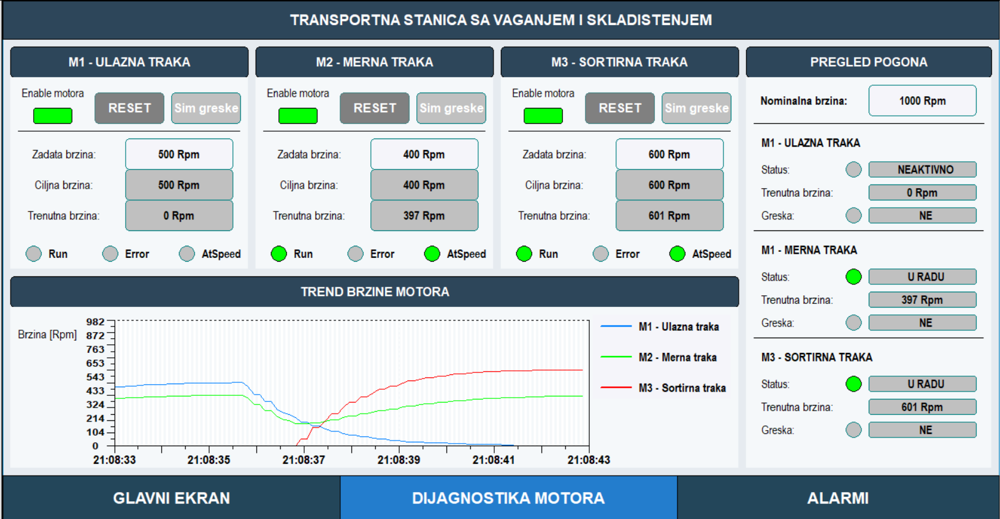 TRANSPORTNA STANICA SA VAGANJEM I SKLADISTENJEM
M1 - ULAZNA TRAKA
Enable motora
RESET
Sim greske
Zadata brzina: 500 Rpm
Ciljna brzina: 500 Rpm
Trenutna brzina: 0 Rpm
Run Error AtSpeed
M2 - MERNA TRAKA
Enable motora
RESET
Sim greske
Zadata brzina: 400 Rpm
Ciljna brzina: 400 Rpm
Trenutna brzina: 397 Rpm
Run Error AtSpeed
M3 - SORTIRNA TRAKA
Enable motora
RESET
Sim greske
Zadata brzina: 600 Rpm
Ciljna brzina: 600 Rpm
Trenutna brzina: 601 Rpm
Run Error AtSpeed
PREGLED POGONA
Nominalna brzina: 1000 Rpm
M1 - ULAZNA TRAKA
Status: NEAKTIVNO
Trenutna brzina: 0 Rpm
Greska: NE
M1 - MERNA TRAKA
Status: U RADU
Trenutna brzina: 397 Rpm
Greska: NE
M3 - SORTIRNA TRAKA
Status: U RADU
Trenutna brzina: 601 Rpm
Greska: NE
TREND BRZINE MOTORA
Brzina [Rpm]
982
872
763
653
543
433
324
214
104
0
21:08:33 21:08:35 21:08:37 21:08:39 21:08:41 21:08:43
M1 - Ulazna traka
M2 - Merna traka
M3 - Sortirna traka
GLAVNI EKRAN
DIJAGNOSTIKA MOTORA
ALARMI